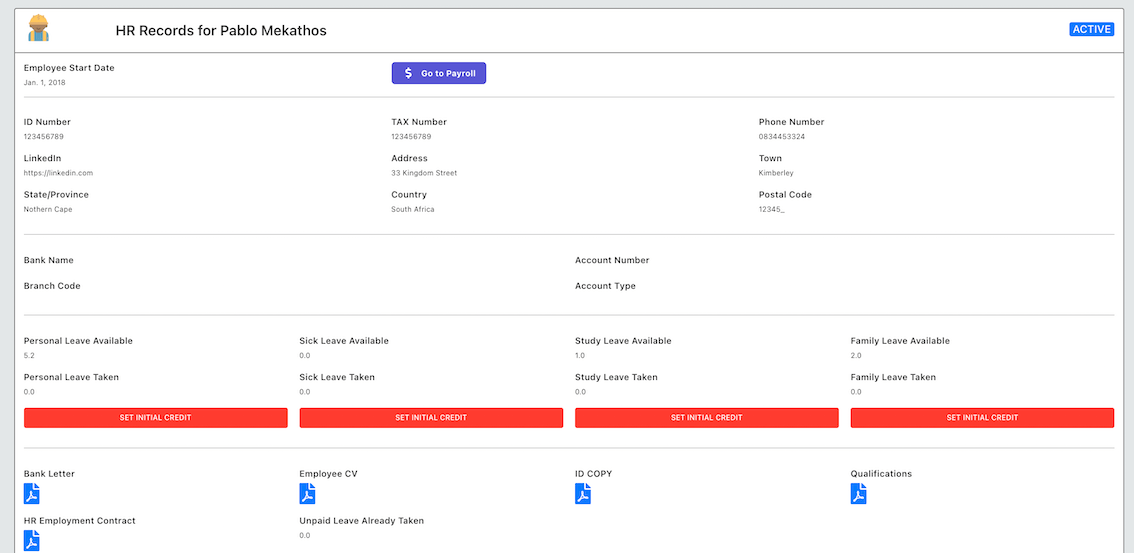 HR Records for Pablo Mekathos
ACTIVE
Employee Start Date
Jan. 1, 2018
$ Go to Payroll
ID Number
123456789
TAX Number
123456789
Phone Number
0834453324
LinkedIn
https://linkedin.com
Address
33 Kingdom Street
Town
Kimberley
State/Province
Nothern Cape
Country
South Africa
Postal Code
12345_
Bank Name
Account Number
Branch Code
Account Type
Personal Leave Available
5.2
Sick Leave Available
0.0
Study Leave Available
1.0
Family Leave Available
2.0
Personal Leave Taken
0.0
Sick Leave Taken
0.0
Study Leave Taken
0.0
Family Leave Taken
0.0
SET INITIAL CREDIT
SET INITIAL CREDIT
SET INITIAL CREDIT
SET INITIAL CREDIT
Bank Letter
Employee CV
ID COPY
Qualifications
HR Employment Contract
Unpaid Leave Already Taken
0.0